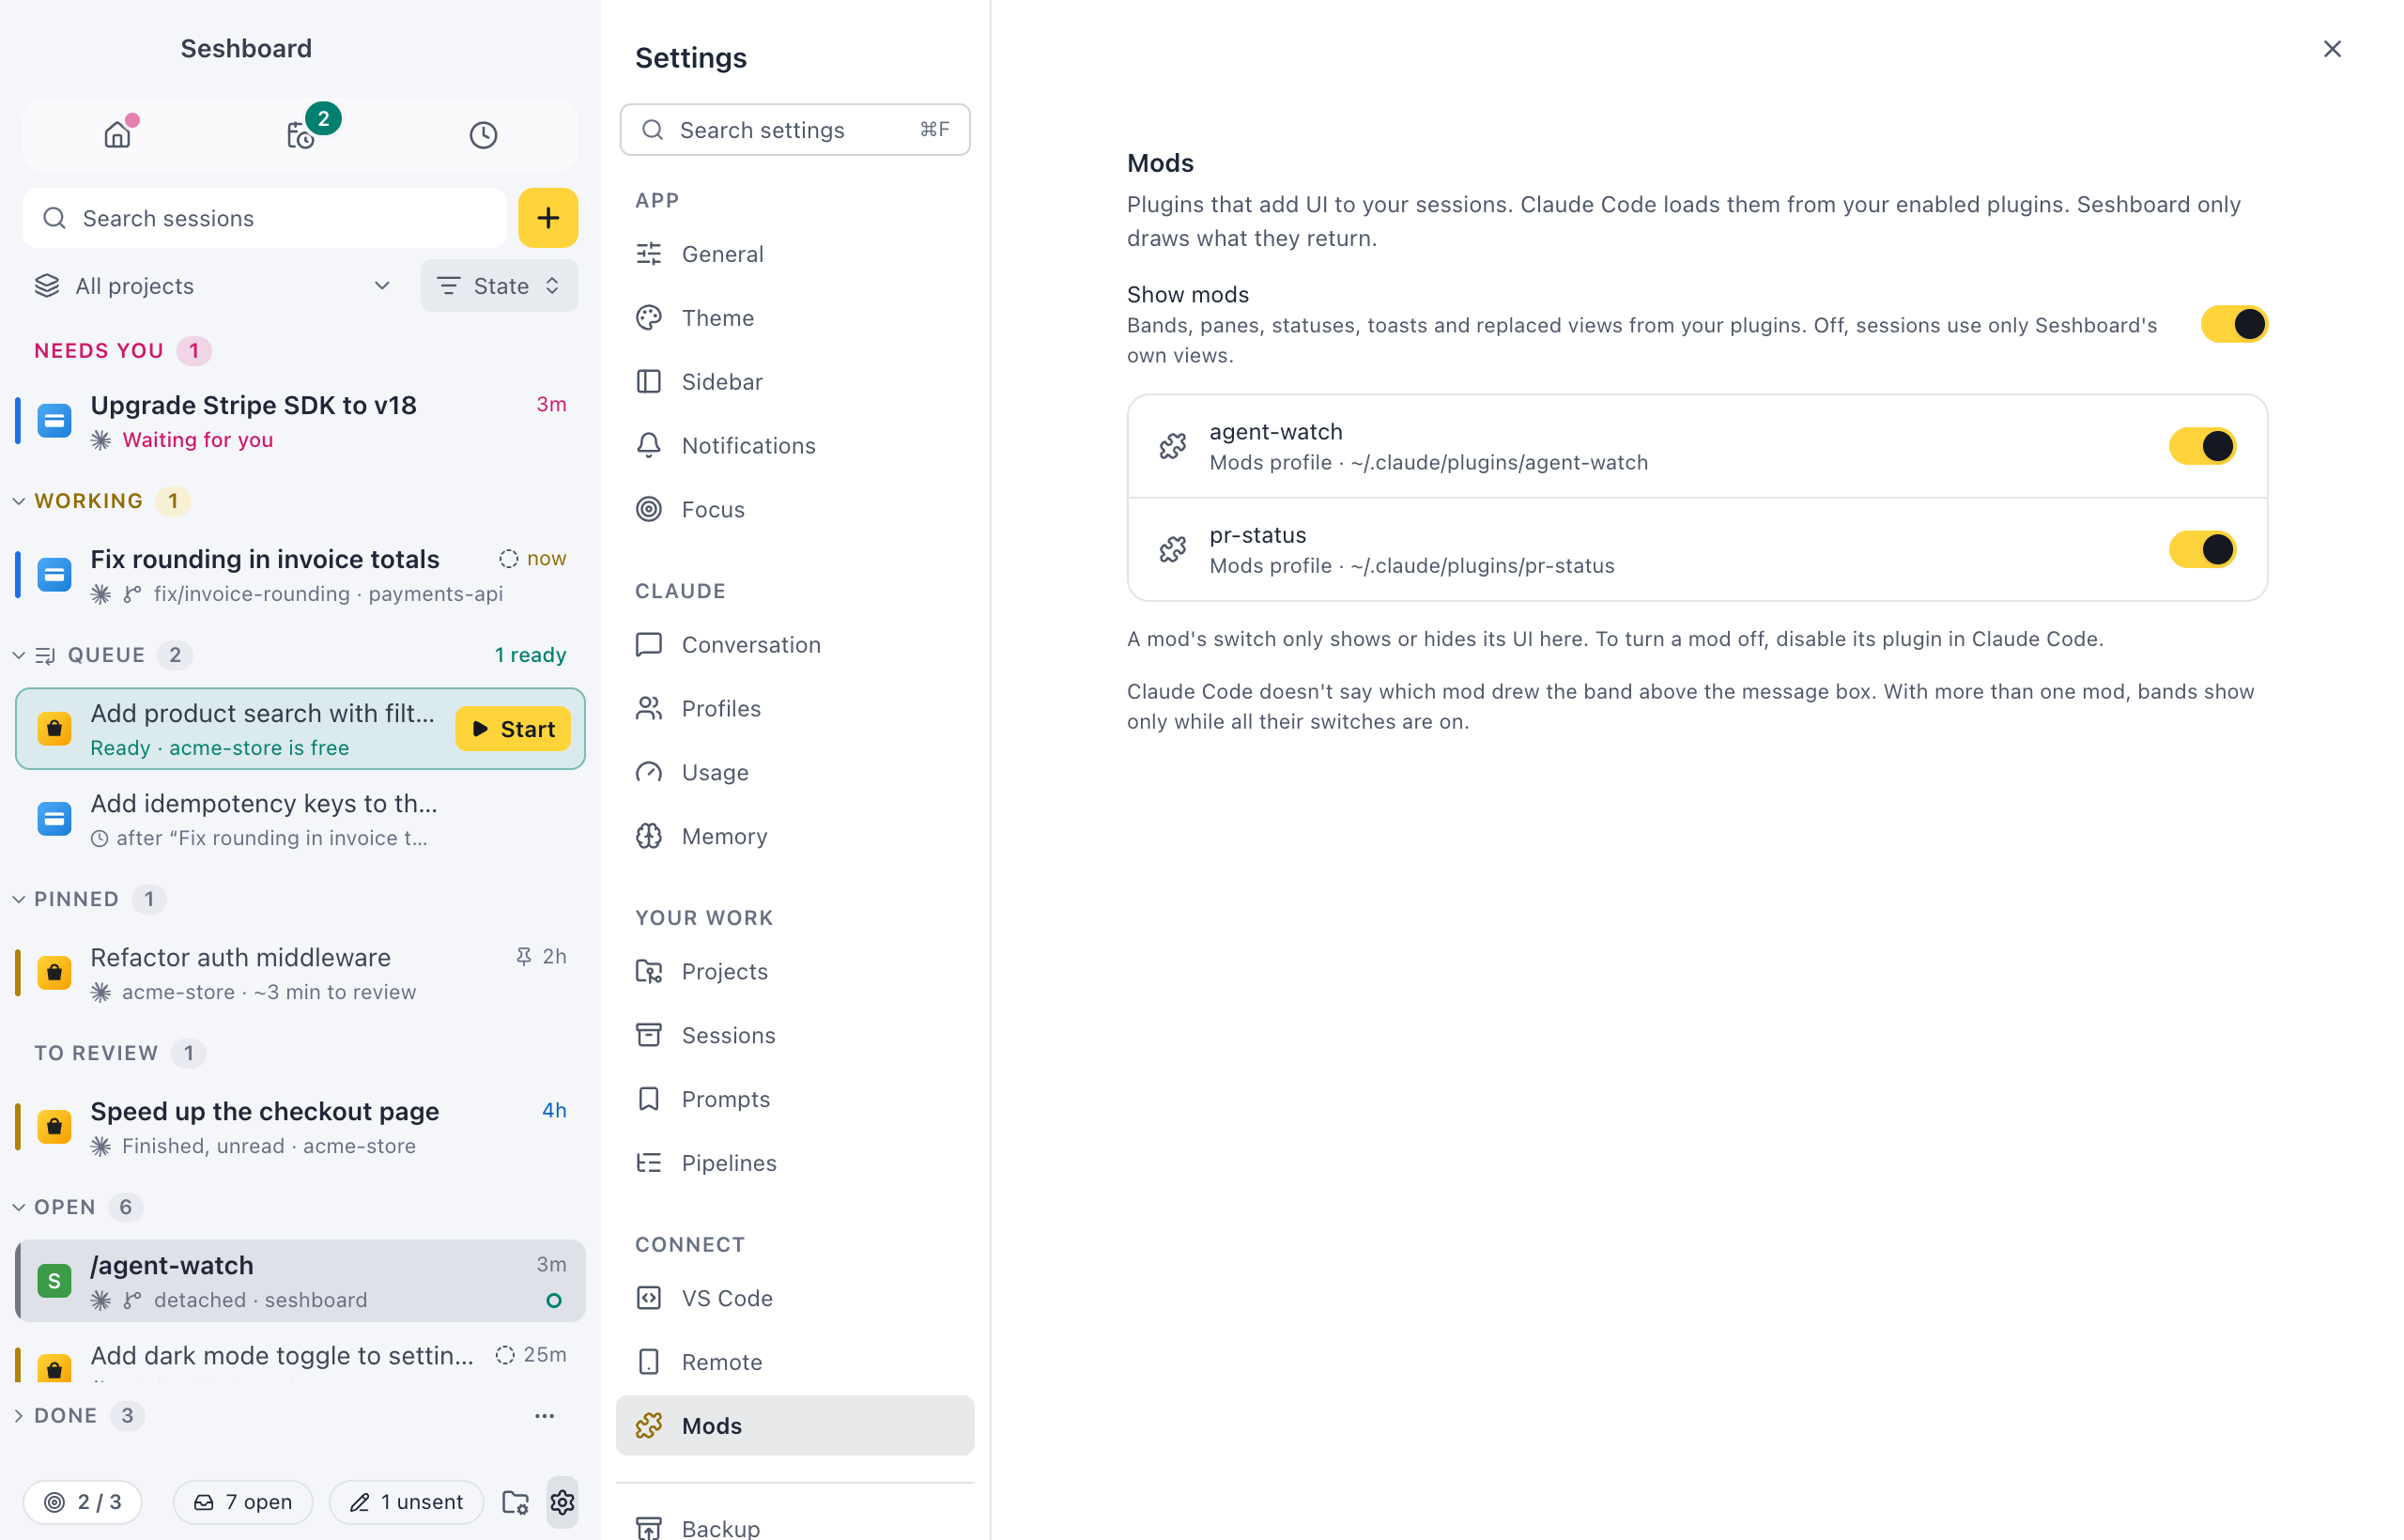 Seshboard
2
Search sessions
All projects
State
NEEDS YOU 1
Upgrade Stripe SDK to v18 3m
Waiting for you
WORKING 1
Fix rounding in invoice totals now
fix/invoice-rounding · payments-api
QUEUE 2 1 ready
Add product search with filt...
Ready · acme-store is free
Start
Add idempotency keys to th...
after “Fix rounding in invoice t...
PINNED 1
Refactor auth middleware 2h
acme-store · ~3 min to review
TO REVIEW 1
Speed up the checkout page 4h
Finished, unread · acme-store
OPEN 6
S
/agent-watch 3m
detached · seshboard
Add dark mode toggle to settin... 25m
DONE 3
2 / 3
7 open
1 unsent
Settings
Search settings ⌘F
APP
General
Theme
Sidebar
Notifications
Focus
CLAUDE
Conversation
Profiles
Usage
Memory
YOUR WORK
Projects
Sessions
Prompts
Pipelines
CONNECT
VS Code
Remote
Mods
Backup
Mods
Plugins that add UI to your sessions. Claude Code loads them from your enabled plugins. Seshboard only
draws what they return.
Show mods
Bands, panes, statuses, toasts and replaced views from your plugins. Off, sessions use only Seshboard's
own views.
agent-watch
Mods profile · ~/.claude/plugins/agent-watch
pr-status
Mods profile · ~/.claude/plugins/pr-status
A mod's switch only shows or hides its UI here. To turn a mod off, disable its plugin in Claude Code.
Claude Code doesn't say which mod drew the band above the message box. With more than one mod, bands show
only while all their switches are on.